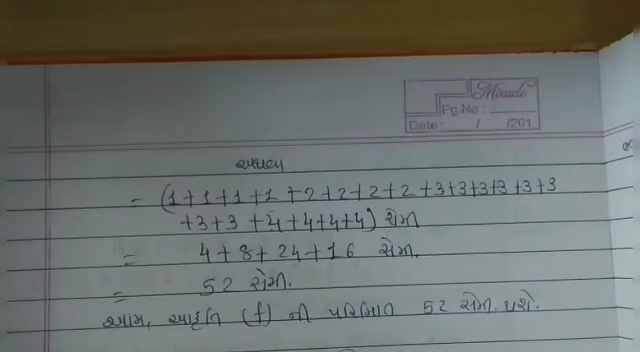 Miracle
Pg.No :
Date : / /201
અથવા
= (1+1+1+1+2+2+2+2+3+3+3+3+3+3
+3+3+4+4+4+4) સેમી
= 4+8+24+16 સેમી.
= 52 સેમી.
આમ, આકૃતિ (f) ની પરિમિતિ 52 સેમી. થશે.